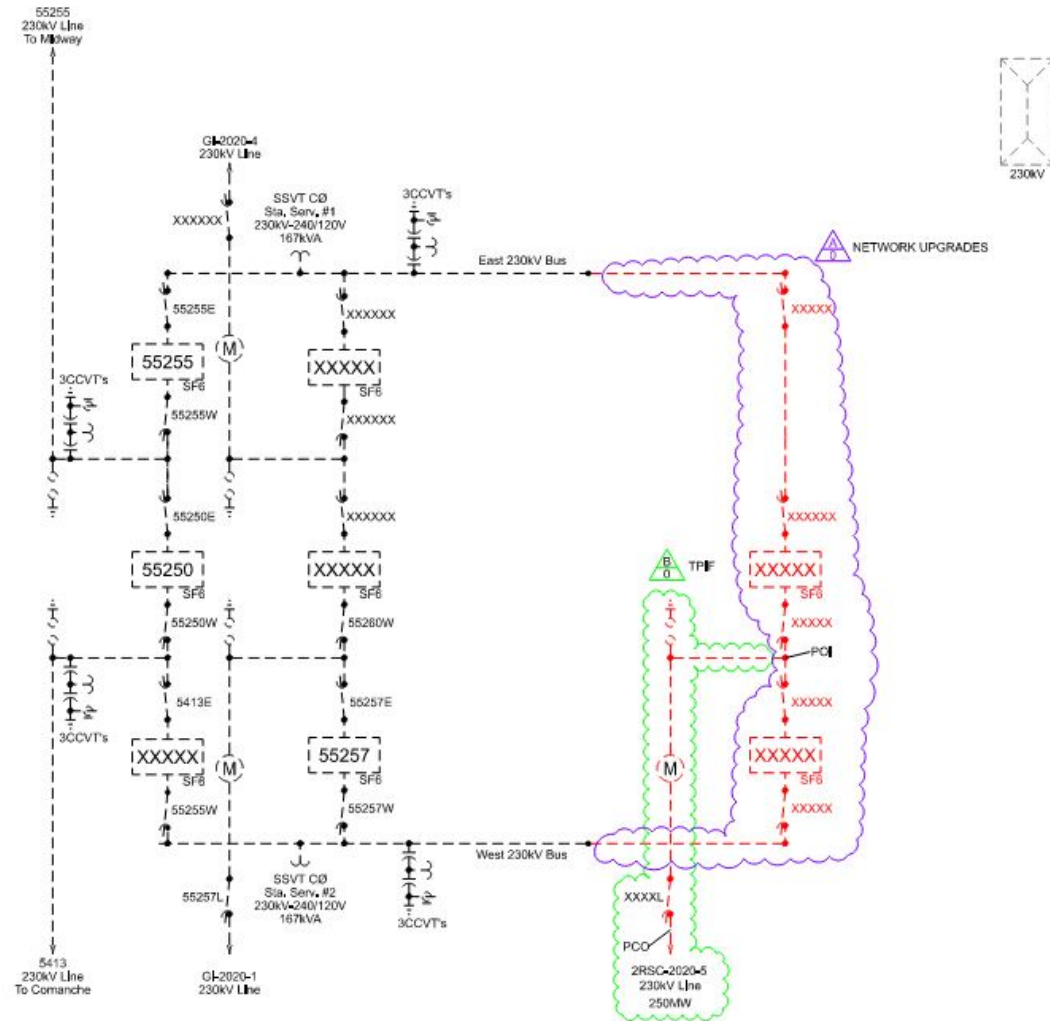 55255
230kV Line
To Midway
GI-2020-4
230kV Line
XXXXXX
SSVT CØ
Sta. Serv. #1
230kV-240/120V
167kVA
3CCVT's
230kV
A
0
NETWORK UPGRADES
East 230kV Bus
55255E
XXXXXX
XXXXX
55255
SF6
M
XXXXX
SF6
3CCVT's
55255W
XXXXXX
55250E
XXXXXX
XXXXXX
55250
SF6
XXXXX
SF6
B
0
TPIF
XXXXX
SF6
55250W
55260W
XXXXX
POI
3CCVT's
5413E
55257E
XXXXX
XXXXX
SF6
M
55257
SF6
M
XXXXX
SF6
55255W
55257W
XXXXX
West 230kV Bus
55257L
SSVT CØ
Sta. Serv. #2
230kV-240/120V
167kVA
3CCVT's
XXXXL
PCO
5413
230kV Line
To Comanche
GI-2020-1
230kV Line
2RSC-2020-5
230kV Line
250MW